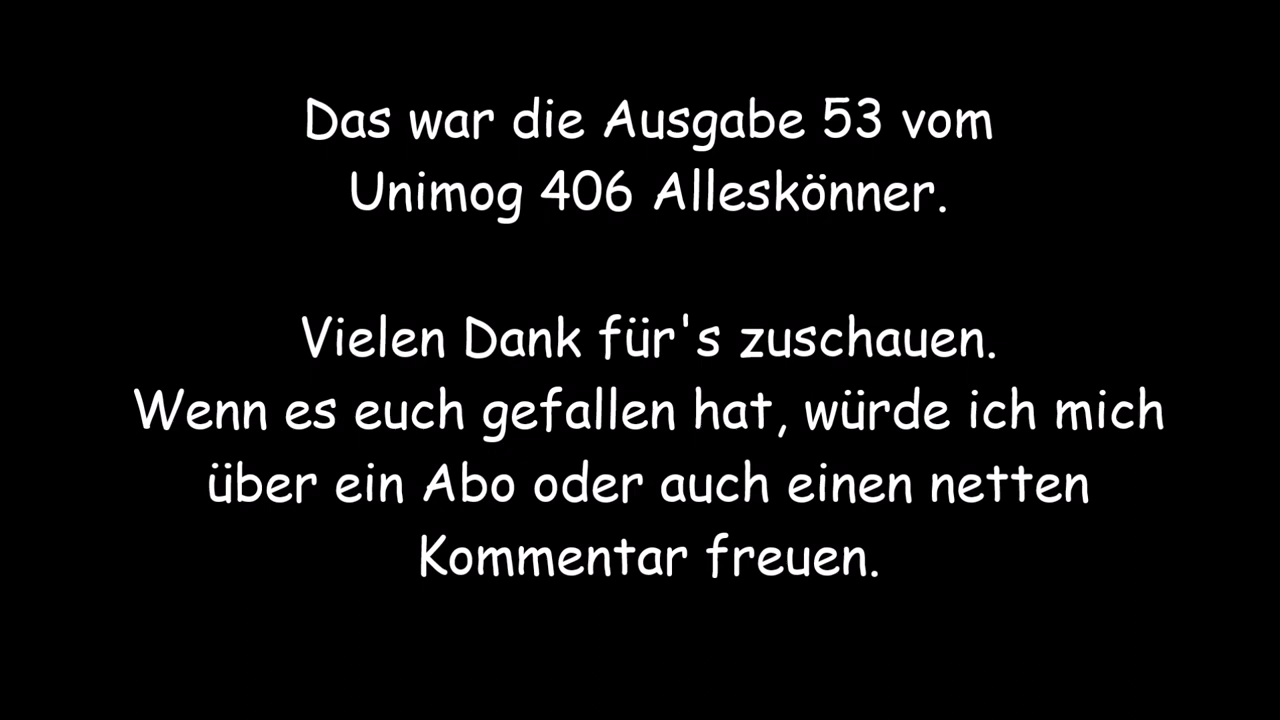 Das war die Ausgabe 53 vom
Unimog 406 Alleskönner.
Vielen Dank für's zuschauen.
Wenn es euch gefallen hat, würde ich mich
über ein Abo oder auch einen netten
Kommentar freuen.